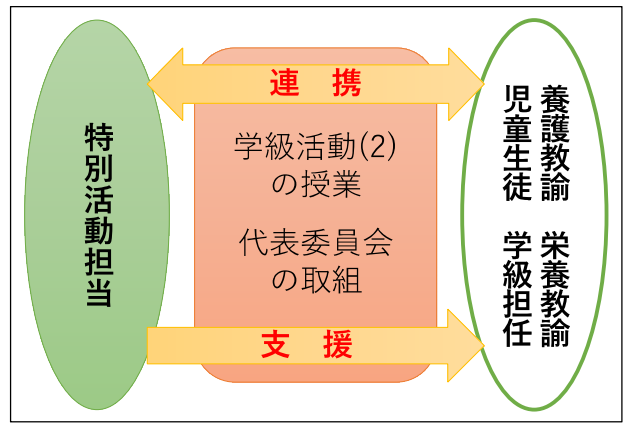 連　携
特別活動担当
学級活動(2)
の授業
代表委員会
の取組
支　援
養護教諭　栄養教諭
児童生徒　学級担任